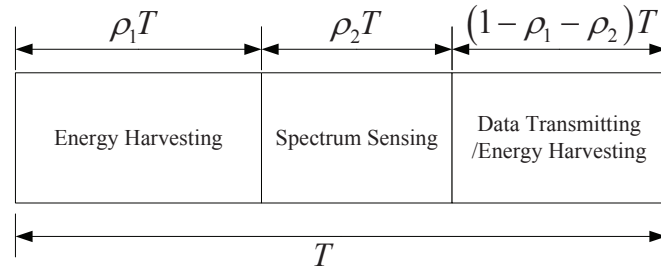 ρ₁T ρ₂T (1 − ρ₁ − ρ₂)T
Energy Harvesting Spectrum Sensing Data Transmitting
/Energy Harvesting
T